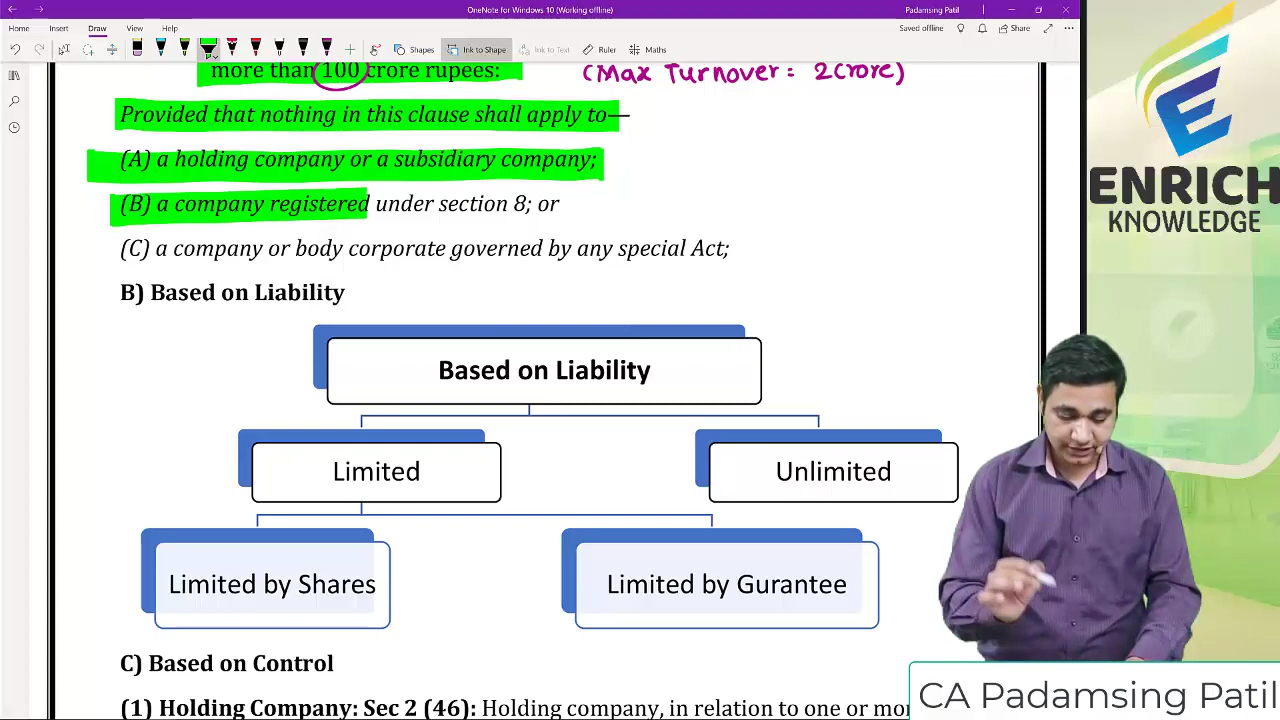 OneNote for Windows 10 (Working offline)
Padamsing Patil
Home Insert Draw View Help
Saved offline
Share
Shapes
Ink to Shape
Ink to Text
Ruler
Maths
more than 100 crore rupees:
(Max Turnover = 2 Crore)
Provided that nothing in this clause shall apply to—
(A) a holding company or a subsidiary company;
(B) a company registered under section 8; or
(C) a company or body corporate governed by any special Act;
B) Based on Liability
Based on Liability
Limited
Unlimited
Limited by Shares
Limited by Gurantee
C) Based on Control
(1) Holding Company: Sec 2 (46): Holding company, in relation to one or mor
ENRICH
KNOWLEDGE
CA Padamsing Patil